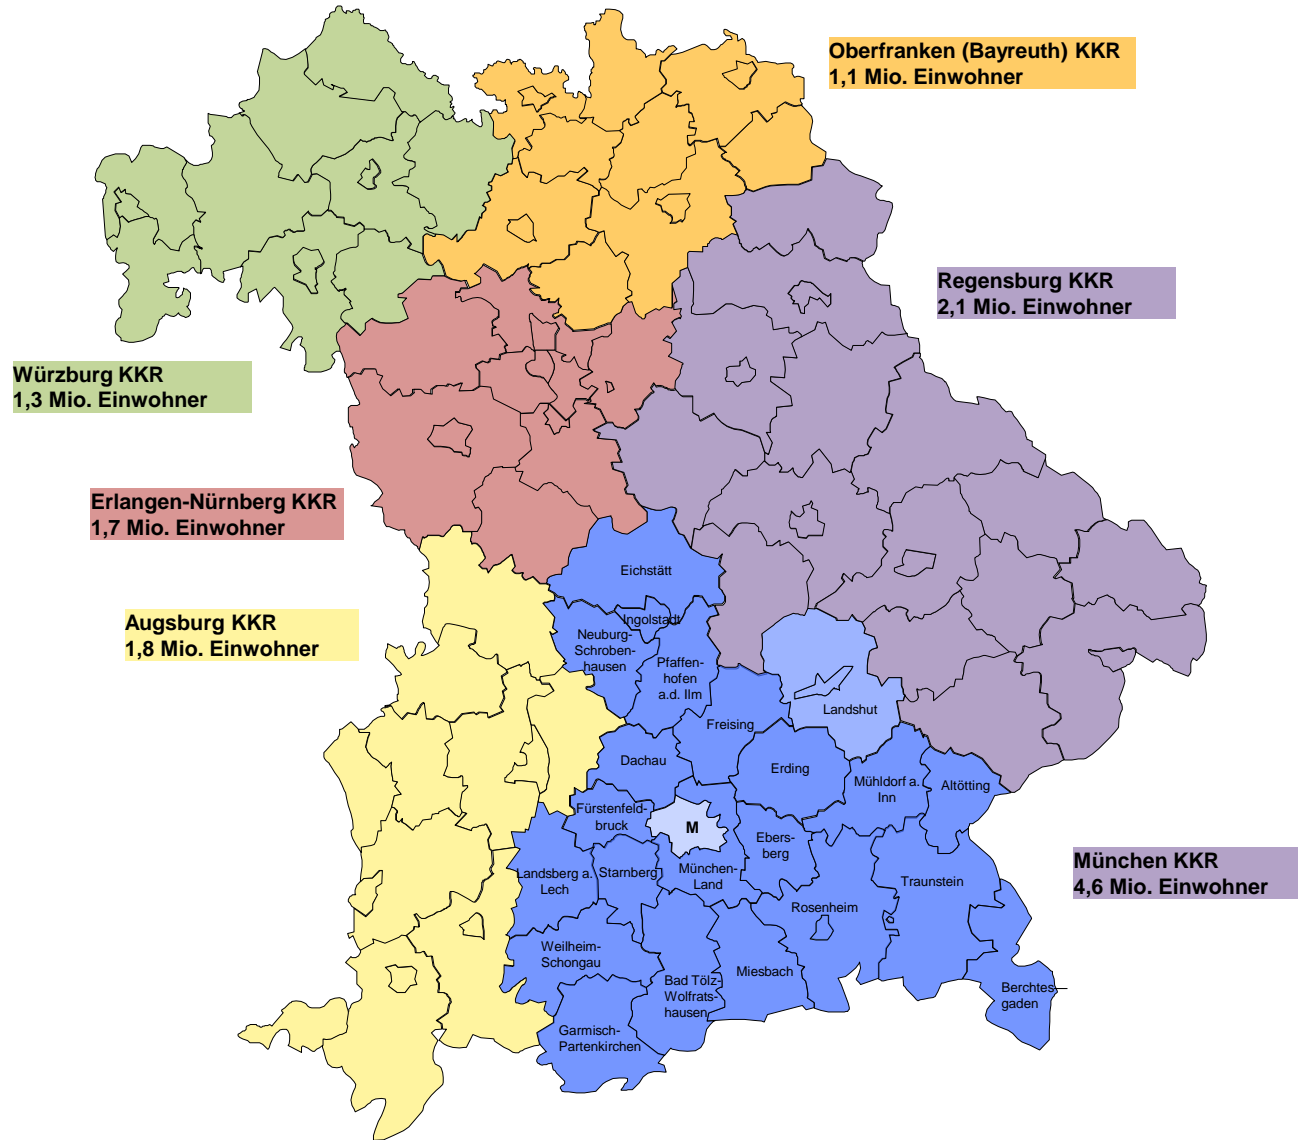 Oberfranken (Bayreuth) KKR
1,1 Mio. Einwohner
Regensburg KKR
2,1 Mio. Einwohner
Würzburg KKR
1,3 Mio. Einwohner
Erlangen-Nürnberg KKR
1,7 Mio. Einwohner
Augsburg KKR
1,8 Mio. Einwohner
München KKR
4,6 Mio. Einwohner
Eichstätt
Ingolstadt
Neuburg-
Schroben-
hausen
Pfaffen-
hofen
a.d. Ilm
Landshut
Freising
Dachau
Erding
Mühldorf a.
Inn
Altötting
Fürstenfeld-
bruck
M
Ebers-
berg
Landsberg a.
Lech
Starnberg
München-
Land
Traunstein
Rosenheim
Weilheim-
Schongau
Bad Tölz-
Wolfrats-
hausen
Miesbach
Berchtes-
gaden
Garmisch-
Partenkirchen